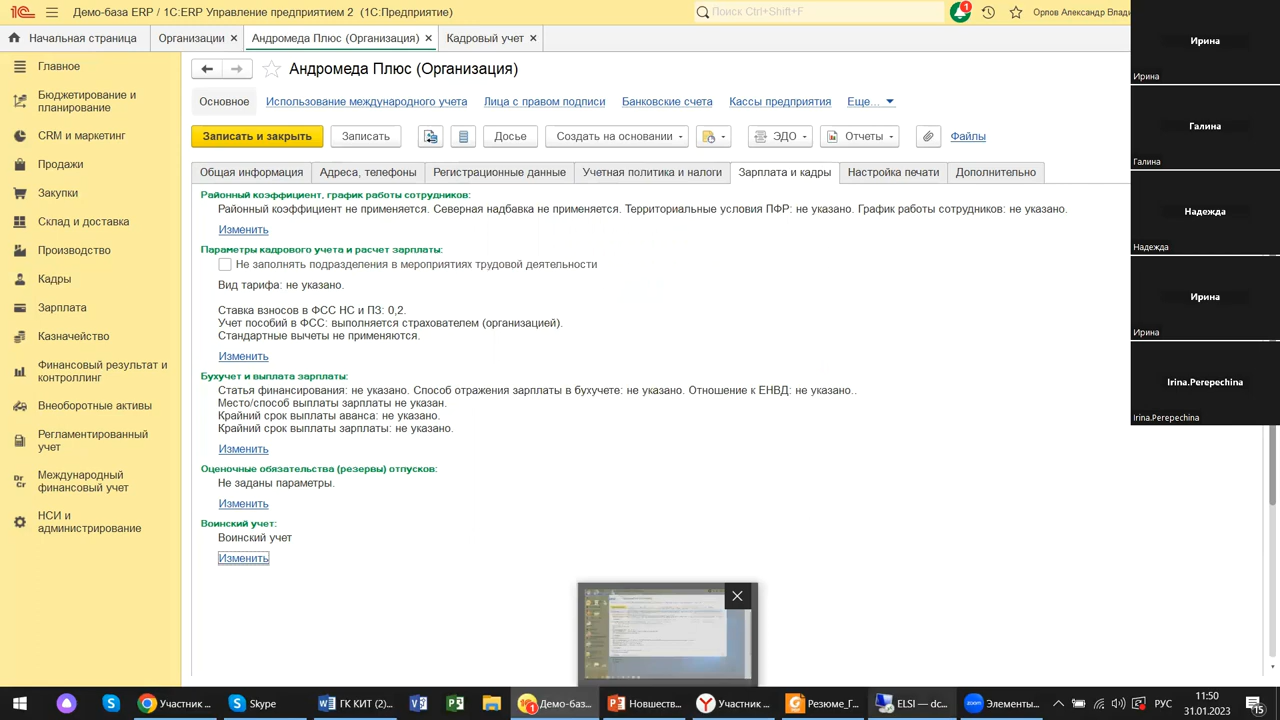 Демо-база ERP / 1С:ERP Управление предприятием 2 (1С:Предприятие)
Поиск Ctrl+Shift+F
1
Орлов Александр Влади
Начальная страница
Организации
Андромеда Плюс (Организация)
Кадровый учет
Главное
Бюджетирование и
планирование
CRM и маркетинг
Продажи
Закупки
Склад и доставка
Производство
Кадры
Зарплата
Казначейство
Финансовый результат и
контроллинг
Внеоборотные активы
Регламентированный
учет
Международный
финансовый учет
НСИ и
администрирование
Андромеда Плюс (Организация)
Основное
Использование международного учета
Лица с правом подписи
Банковские счета
Кассы предприятия
Еще...
Записать и закрыть
Записать
Досье
Создать на основании
ЭДО
Отчеты
Файлы
Общая информация
Адреса, телефоны
Регистрационные данные
Учетная политика и налоги
Зарплата и кадры
Настройка печати
Дополнительно
Районный коэффициент, график работы сотрудников:
Районный коэффициент не применяется. Северная надбавка не применяется. Территориальные условия ПФР: не указано. График работы сотрудников: не указано.
Изменить
Параметры кадрового учета и расчет зарплаты:
Не заполнять подразделения в мероприятиях трудовой деятельности
Вид тарифа: не указано.
Ставка взносов в ФСС НС и ПЗ: 0,2.
Учет пособий в ФСС: выполняется страхователем (организацией).
Стандартные вычеты не применяются.
Изменить
Бухучет и выплата зарплаты:
Статья финансирования: не указано. Способ отражения зарплаты в бухучете: не указано. Отношение к ЕНВД: не указано..
Место/способ выплаты зарплаты не указан.
Крайний срок выплаты аванса: не указано.
Крайний срок выплаты зарплаты: не указано.
Изменить
Оценочные обязательства (резервы) отпусков:
Не заданы параметры.
Изменить
Воинский учет:
Воинский учет
Изменить
Ирина
Ирина
Галина
Галина
Надежда
Надежда
Ирина
Ирина
Irina.Perepechina
Irina.Perepechina
Участник ...
Skype
ГК КИТ (2)...
Демо-баз...
Новшеств...
Участник ...
Резюме_Г...
ELSI — dc...
Элементы...
РУС
11:50
31.01.2023
15